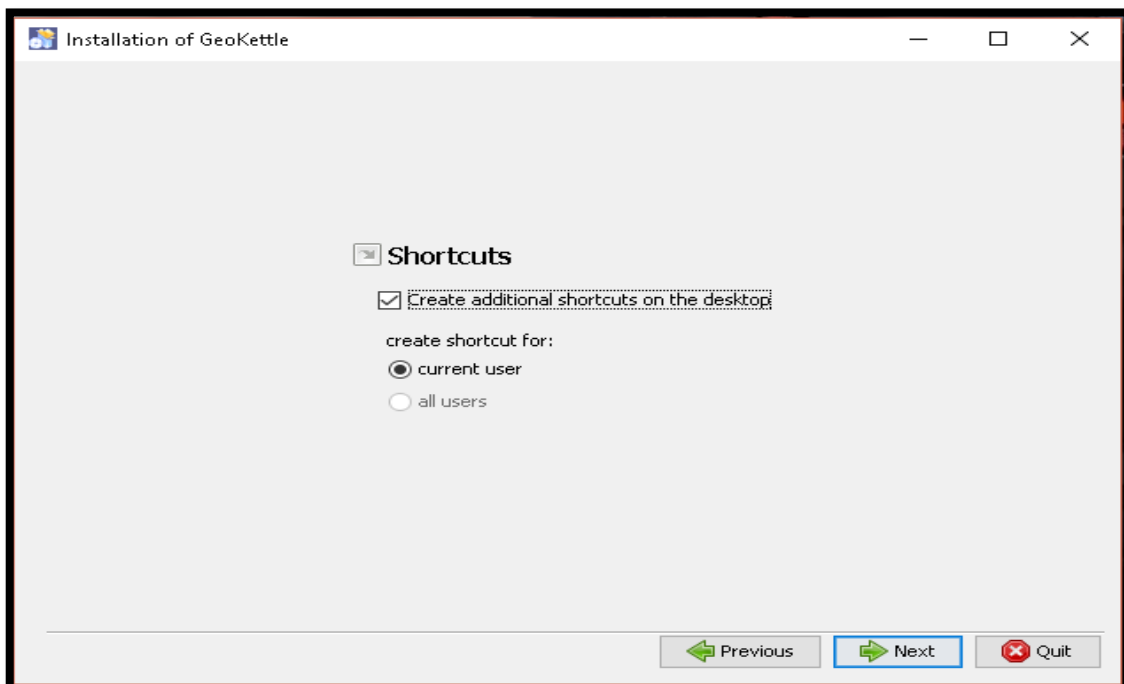 Installation of GeoKettle
Shortcuts
Create additional shortcuts on the desktop
create shortcut for:
current user
all users
Previous
Next
Quit